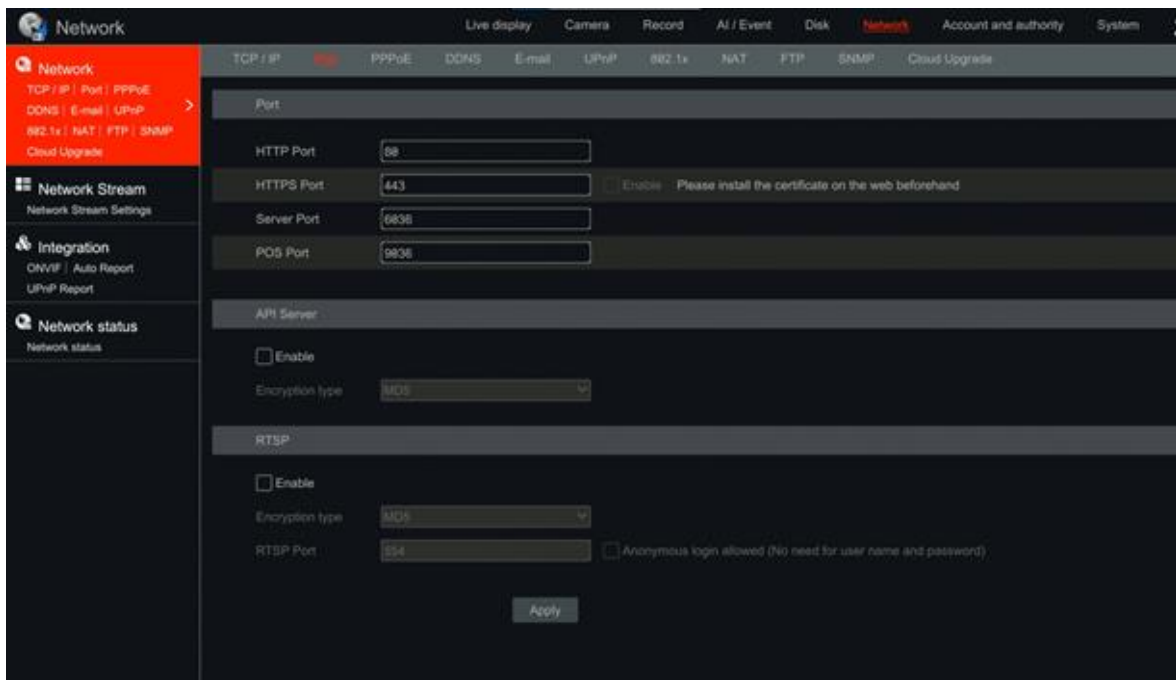 Network
Live display Camera Record AI / Event Disk Network Account and authority System
Network
TCP / IP | Port | PPPoE
DDNS | E-mail | UPnP
802.1x | NAT | FTP | SNMP
Cloud Upgrade
Network Stream
Network Stream Settings
Integration
ONVIF | Auto Report
UPnP Report
Network status
Network status
TCP / IP Port PPPoE DDNS E-mail UPnP 802.1x NAT FTP SNMP Cloud Upgrade
Port
HTTP Port 80
HTTPS Port 443 Enable Please install the certificate on the web beforehand
Server Port 6036
POS Port 9036
API Server
Enable
Encryption type MD5
RTSP
Enable
Encryption type MD5
RTSP Port 554 Anonymous login allowed (No need for user name and password)
Apply